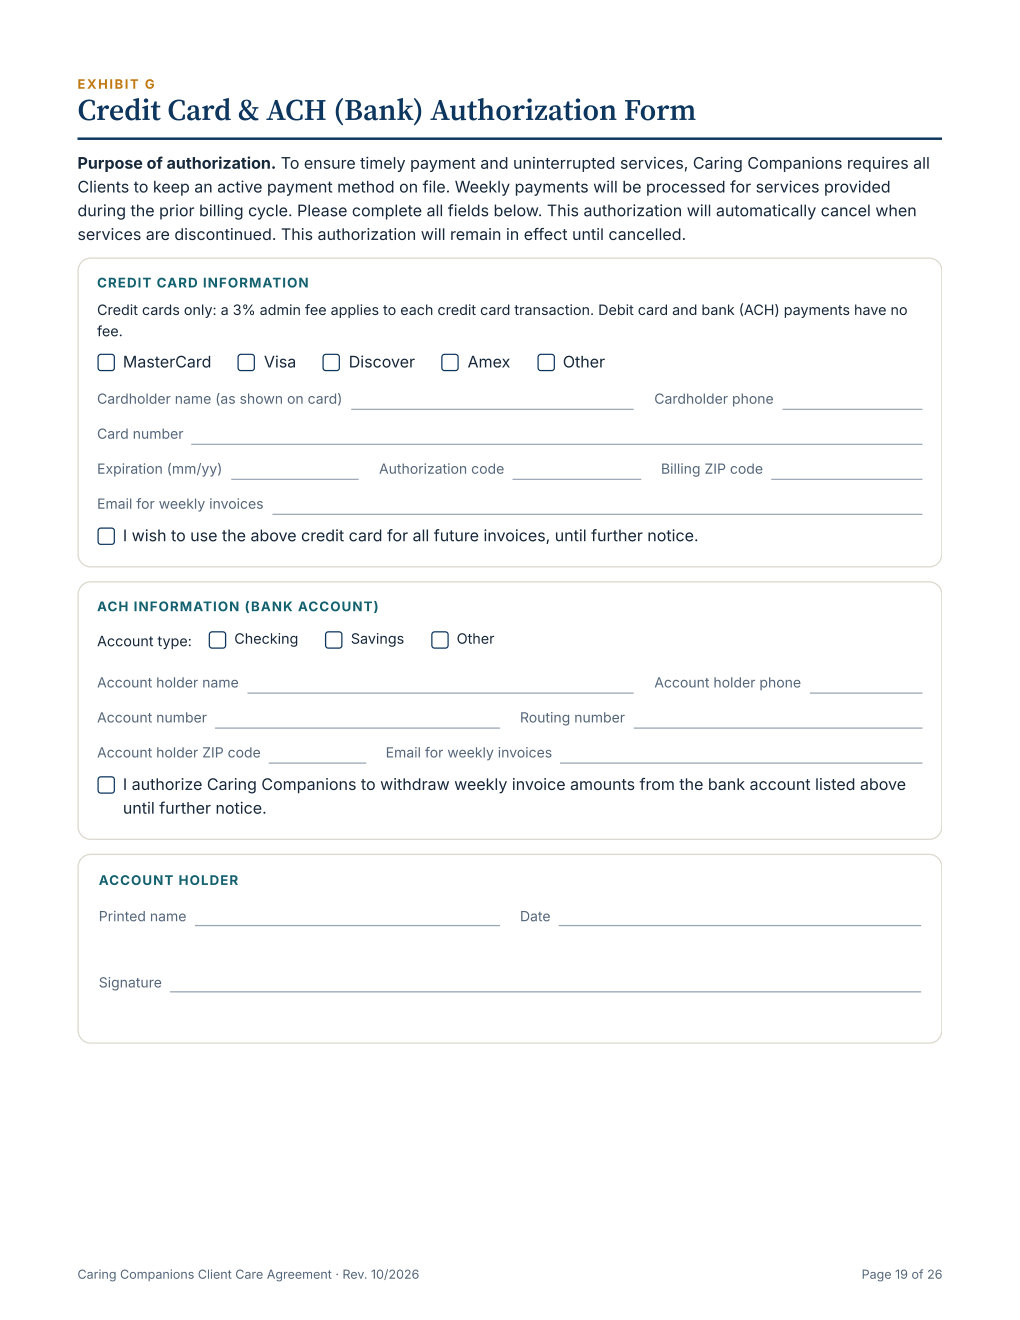 EXHIBIT G
Credit Card & ACH (Bank) Authorization Form
Purpose of authorization. To ensure timely payment and uninterrupted services, Caring Companions requires all
Clients to keep an active payment method on file. Weekly payments will be processed for services provided
during the prior billing cycle. Please complete all fields below. This authorization will automatically cancel when
services are discontinued. This authorization will remain in effect until cancelled.
CREDIT CARD INFORMATION
Credit cards only: a 3% admin fee applies to each credit card transaction. Debit card and bank (ACH) payments have no
fee.
MasterCard Visa Discover Amex Other
Cardholder name (as shown on card) Cardholder phone
Card number
Expiration (mm/yy) Authorization code Billing ZIP code
Email for weekly invoices
I wish to use the above credit card for all future invoices, until further notice.
ACH INFORMATION (BANK ACCOUNT)
Account type: Checking Savings Other
Account holder name Account holder phone
Account number Routing number
Account holder ZIP code Email for weekly invoices
I authorize Caring Companions to withdraw weekly invoice amounts from the bank account listed above
until further notice.
ACCOUNT HOLDER
Printed name Date
Signature
Caring Companions Client Care Agreement · Rev. 10/2026 Page 19 of 26